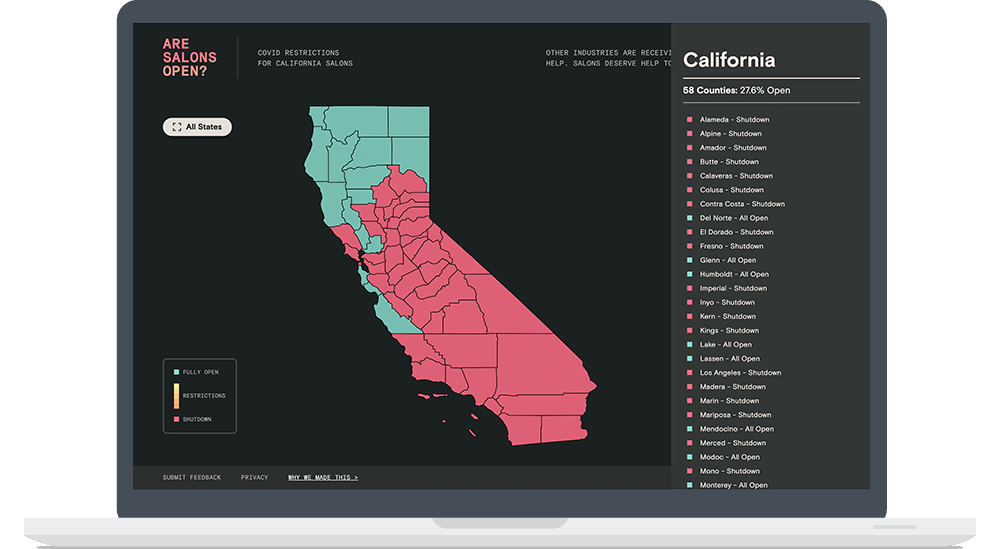 ARE
SALONS
OPEN?
COVID RESTRICTIONS
FOR CALIFORNIA SALONS
OTHER INDUSTRIES ARE RECEIVI
HELP. SALONS DESERVE HELP TO
All States
FULLY OPEN
RESTRICTIONS
SHUTDOWN
SUBMIT FEEDBACK
PRIVACY
WHY WE MADE THIS >
California
58 Counties: 27.6% Open
Alameda - Shutdown
Alpine - Shutdown
Amador - Shutdown
Butte - Shutdown
Calaveras - Shutdown
Colusa - Shutdown
Contra Costa - Shutdown
Del Norte - All Open
El Dorado - Shutdown
Fresno - Shutdown
Glenn - All Open
Humboldt - All Open
Imperial - Shutdown
Inyo - Shutdown
Kern - Shutdown
Kings - Shutdown
Lake - All Open
Lassen - All Open
Los Angeles - Shutdown
Madera - Shutdown
Marin - Shutdown
Mariposa - Shutdown
Mendocino - All Open
Merced - Shutdown
Modoc - All Open
Mono - Shutdown
Monterey - All Open